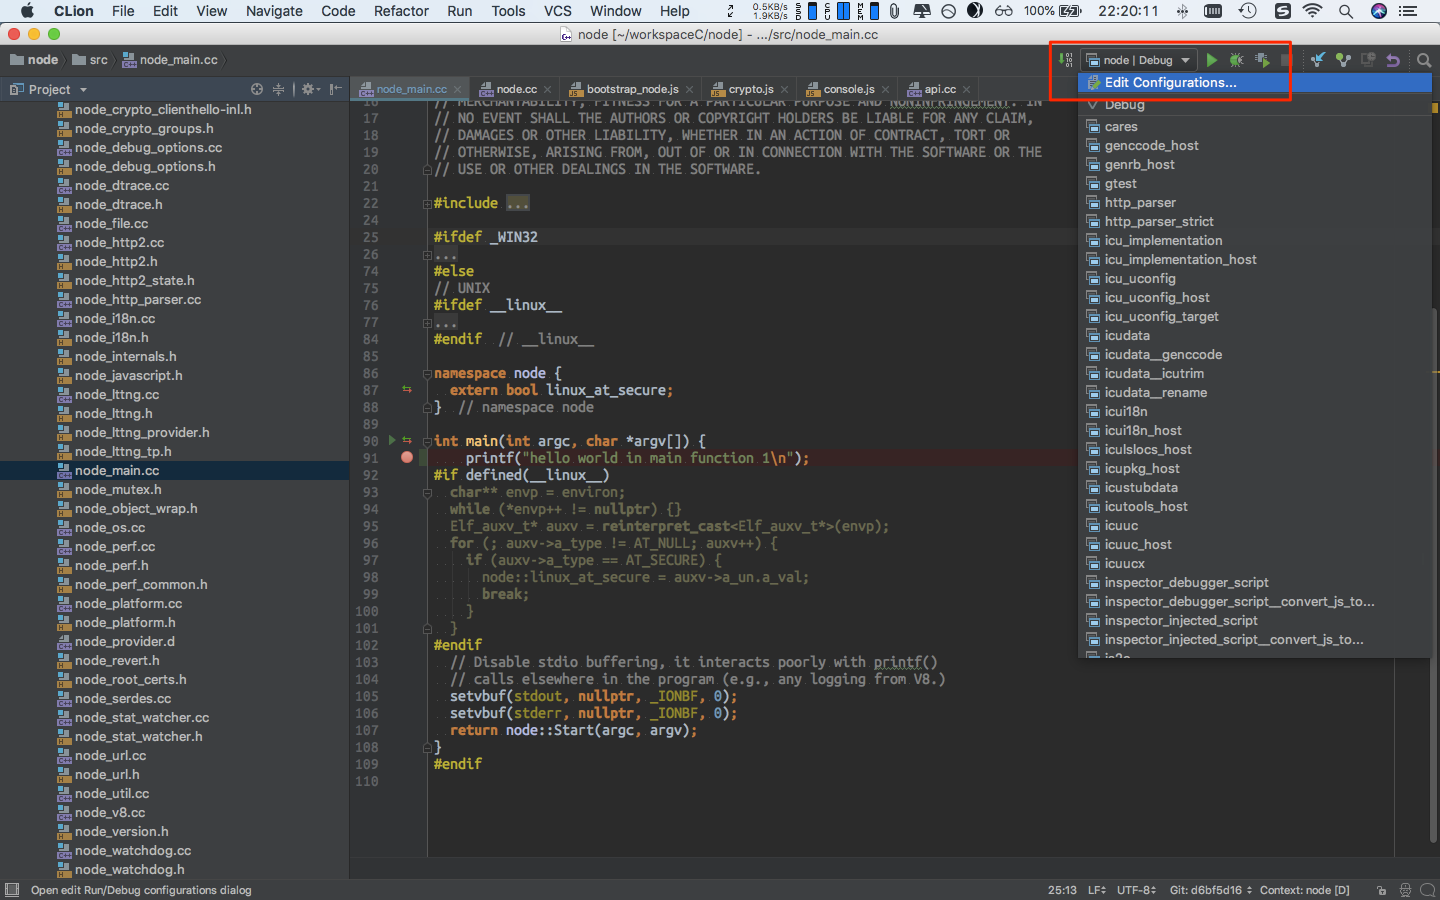 CLion File Edit View Navigate Code Refactor Run Tools VCS Window Help 0.5KB/s 1.9KB/s SSD CPU MEM 100% 22:20:11
node [~/workspaceC/node] - .../src/node_main.cc
node src node_main.cc node | Debug
Project
node_main.cc node.cc bootstrap_node.js crypto.js console.js api.cc
Edit Configurations...
Debug
cares
genccode_host
genrb_host
gtest
http_parser
http_parser_strict
icu_implementation
icu_implementation_host
icu_uconfig
icu_uconfig_host
icu_uconfig_target
icudata
icudata__genccode
icudata__icutrim
icudata__rename
icui18n
icui18n_host
iculslocs_host
icupkg_host
icustubdata
icutools_host
icuuc
icuuc_host
icuucx
inspector_debugger_script
inspector_debugger_script__convert_js_to...
inspector_injected_script
inspector_injected_script__convert_js_to...
node_crypto_clienthello-inl.h
node_crypto_groups.h
node_debug_options.cc
node_debug_options.h
node_dtrace.cc
node_dtrace.h
node_file.cc
node_http2.cc
node_http2.h
node_http2_state.h
node_http_parser.cc
node_i18n.cc
node_i18n.h
node_internals.h
node_javascript.h
node_lttng.cc
node_lttng.h
node_lttng_provider.h
node_lttng_tp.h
node_main.cc
node_mutex.h
node_object_wrap.h
node_os.cc
node_perf.cc
node_perf.h
node_perf_common.h
node_platform.cc
node_platform.h
node_provider.d
node_revert.h
node_root_certs.h
node_serdes.cc
node_stat_watcher.cc
node_stat_watcher.h
node_url.cc
node_url.h
node_util.cc
node_v8.cc
node_version.h
node_watchdog.cc
node_watchdog.h
16 // MERCHANTABILITY, FITNESS FOR A PARTICULAR PURPOSE AND NONINFRINGEMENT. IN
17 // NO EVENT SHALL THE AUTHORS OR COPYRIGHT HOLDERS BE LIABLE FOR ANY CLAIM,
18 // DAMAGES OR OTHER LIABILITY, WHETHER IN AN ACTION OF CONTRACT, TORT OR
19 // OTHERWISE, ARISING FROM, OUT OF OR IN CONNECTION WITH THE SOFTWARE OR THE
20 // USE OR OTHER DEALINGS IN THE SOFTWARE.
21
22 #include ...
24
25 #ifdef _WIN32
26 ...
74 #else
75 // UNIX
76 #ifdef __linux__
77 ...
84 #endif // __linux__
85
86 namespace node {
87 extern bool linux_at_secure;
88 } // namespace node
89
90 int main(int argc, char *argv[]) {
91 printf("hello world in main function 1\n");
92 #if defined(__linux__)
93 char** envp = environ;
94 while (*envp++ != nullptr) {}
95 Elf_auxv_t* auxv = reinterpret_cast<Elf_auxv_t*>(envp);
96 for (; auxv->a_type != AT_NULL; auxv++) {
97 if (auxv->a_type == AT_SECURE) {
98 node::linux_at_secure = auxv->a_un.a_val;
99 break;
100 }
101 }
102 #endif
103 // Disable stdio buffering, it interacts poorly with printf()
104 // calls elsewhere in the program (e.g., any logging from V8.)
105 setvbuf(stdout, nullptr, _IONBF, 0);
106 setvbuf(stderr, nullptr, _IONBF, 0);
107 return node::Start(argc, argv);
108 }
109 #endif
110
Open edit Run/Debug configurations dialog 25:13 LF UTF-8 Git: d6bf5d16 Context: node [D]